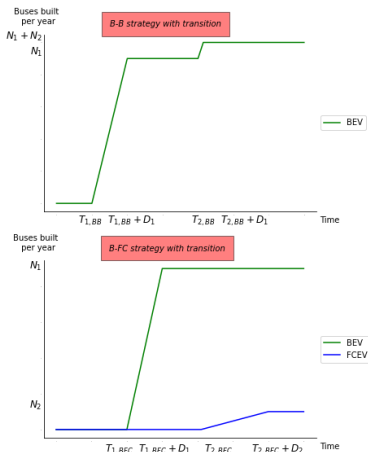 Buses built
per year
B-B strategy with transition
N₁ + N₂
N₁
BEV
T₁,BB T₁,BB + D₁ T₂,BB T₂,BB + D₁
Time
Buses built
per year
B-FC strategy with transition
N₁
BEV
FCEV
N₂
T₁,BFC T₁,BFC + D₁ T₂,BFC T₂,BFC + D₂
Time